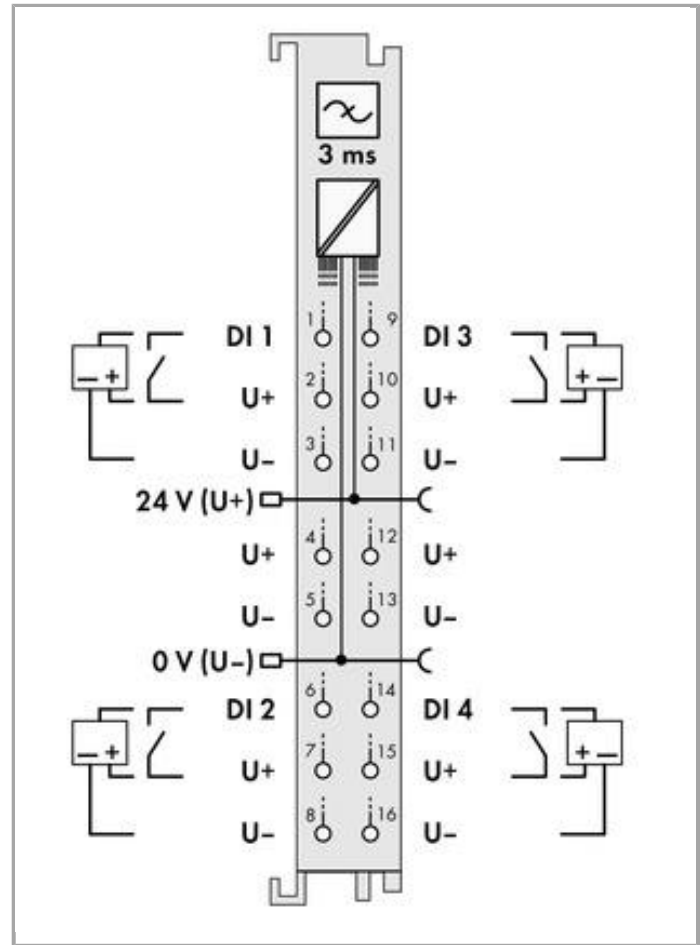 3 ms
DI 1 1 9 DI 3
− + U+ 2 10 U+ + −
U− 3 11 U−
24 V (U+)
U+ 4 12 U+
U− 5 13 U−
0 V (U−)
DI 2 6 14 DI 4
− + U+ 7 15 U+ + −
U− 8 16 U−